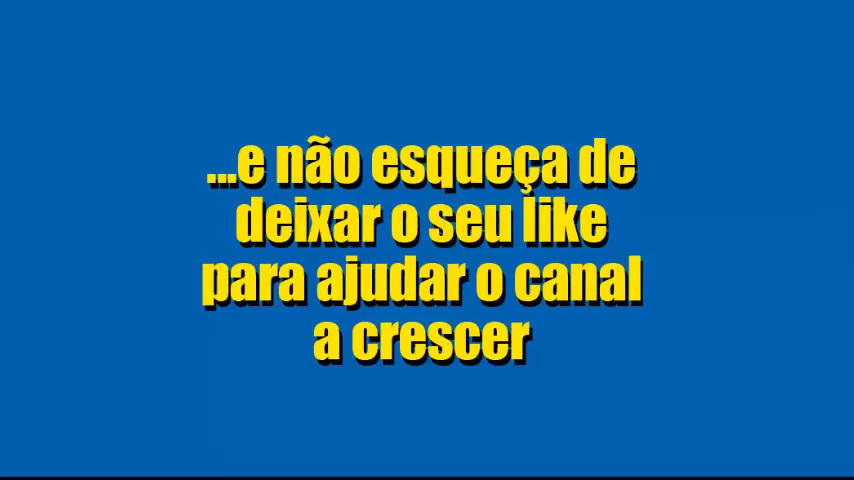 ...e não esqueça de
deixar o seu like
para ajudar o canal
a crescer